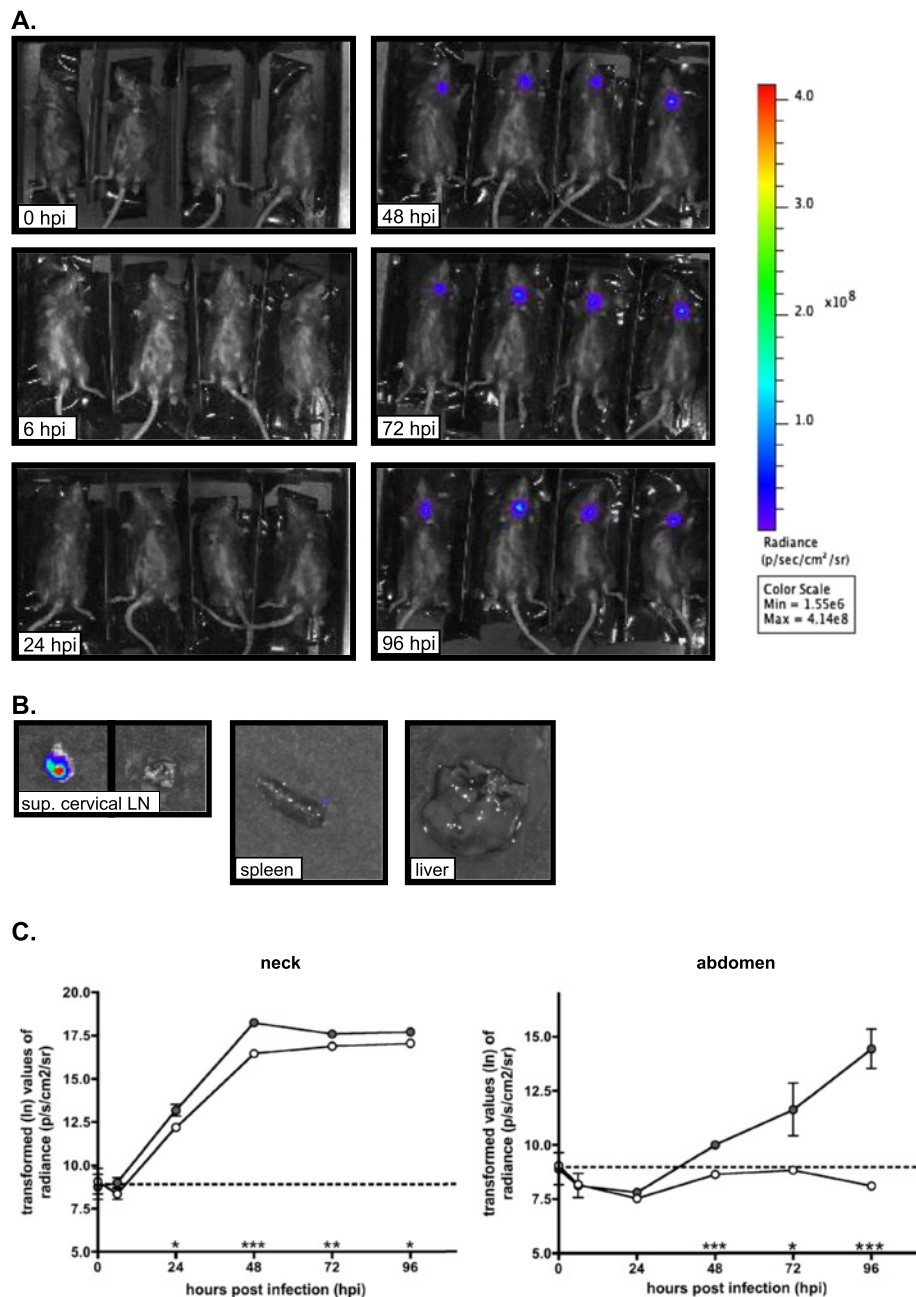 A.
0 hpi
48 hpi
6 hpi
72 hpi
24 hpi
96 hpi
4.0
3.0
2.0
x10⁸
1.0
Radiance
(p/sec/cm²/sr)
Color Scale
Min = 1.55e6
Max = 4.14e8
B.
sup. cervical LN
spleen
liver
C.
neck
transformed (ln) values of
radiance (p/s/cm2/sr)
20.0
17.5
15.0
12.5
10.0
7.5
5.0
* *** ** *
0 24 48 72 96
hours post infection (hpi)
abdomen
transformed values (ln) of
radiance (p/s/cm2/sr)
15.0
12.5
10.0
7.5
5.0
*** * ***
0 24 48 72 96
hours post infection (hpi)